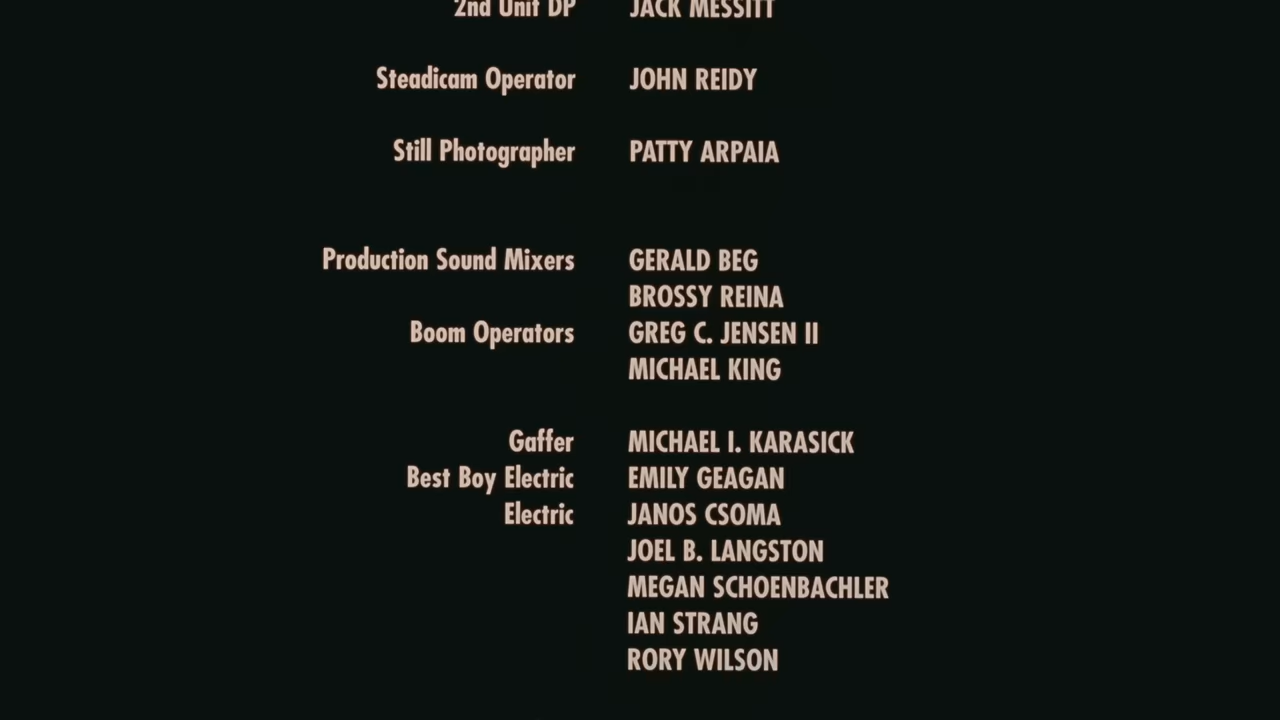 2nd Unit DP JACK MESSITT
Steadicam Operator JOHN REIDY
Still Photographer PATTY ARPAIA
Production Sound Mixers GERALD BEG
BROSSY REINA
Boom Operators GREG C. JENSEN II
MICHAEL KING
Gaffer MICHAEL I. KARASICK
Best Boy Electric EMILY GEAGAN
Electric JANOS CSOMA
JOEL B. LANGSTON
MEGAN SCHOENBACHLER
IAN STRANG
RORY WILSON